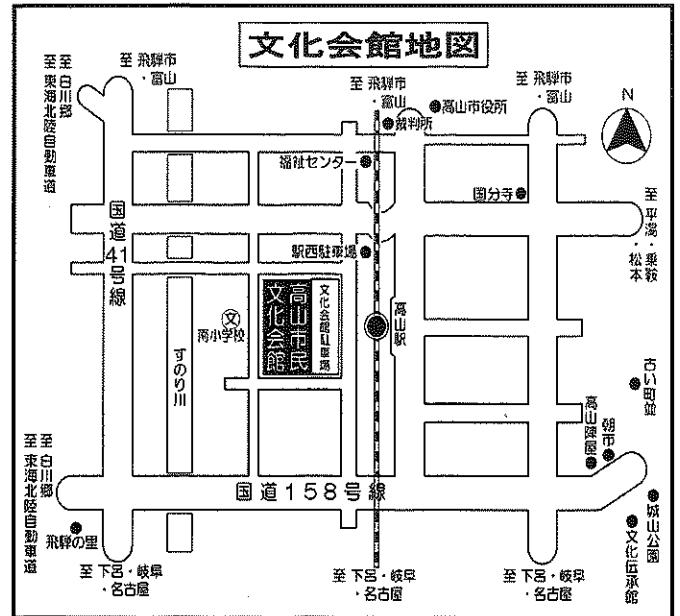 文化会館地図
至 白川郷
至 東海北陸自動車道
至 飛騨市
・富山
至 飛騨市
・富山
至 飛騨市
・富山
高山市役所
裁判所
N
福祉センター
国分寺
至 平湯・乗鞍
・松本
国道41号線
駅西駐車場
文
南小学校
高山市民
文化会館
文化会館駐車場
高山駅
すのり川
古い町並
朝市
高山陣屋
至 白川郷
至 東海北陸自動車道
国道158号線
飛騨の里
城山公園
文化伝承館
至 下呂・岐阜
・名古屋
至 下呂・岐阜
・名古屋
至 下呂・岐阜
・名古屋